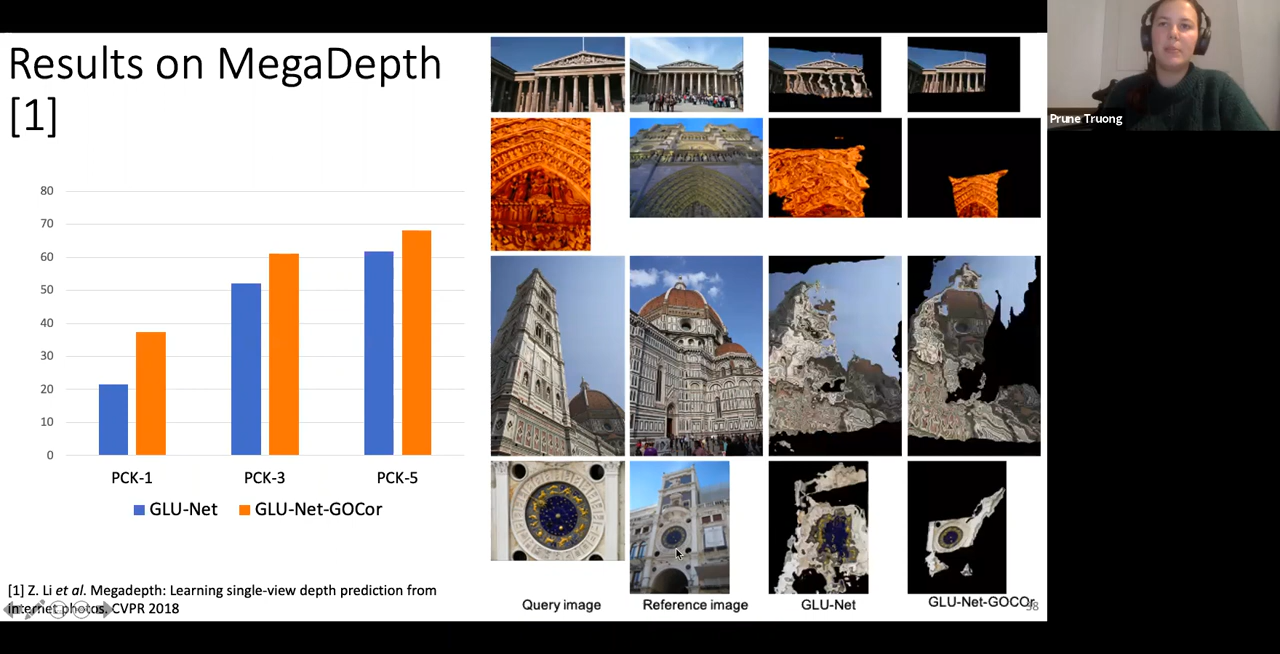 Results on MegaDepth
[1]
Prune Truong
80
70
60
50
40
30
20
10
0
PCK-1 PCK-3 PCK-5
GLU-Net GLU-Net-GOCor
[1] Z. Li et al. Megadepth: Learning single-view depth prediction from
internet photos. CVPR 2018
Query image Reference image GLU-Net GLU-Net-GOCor
38